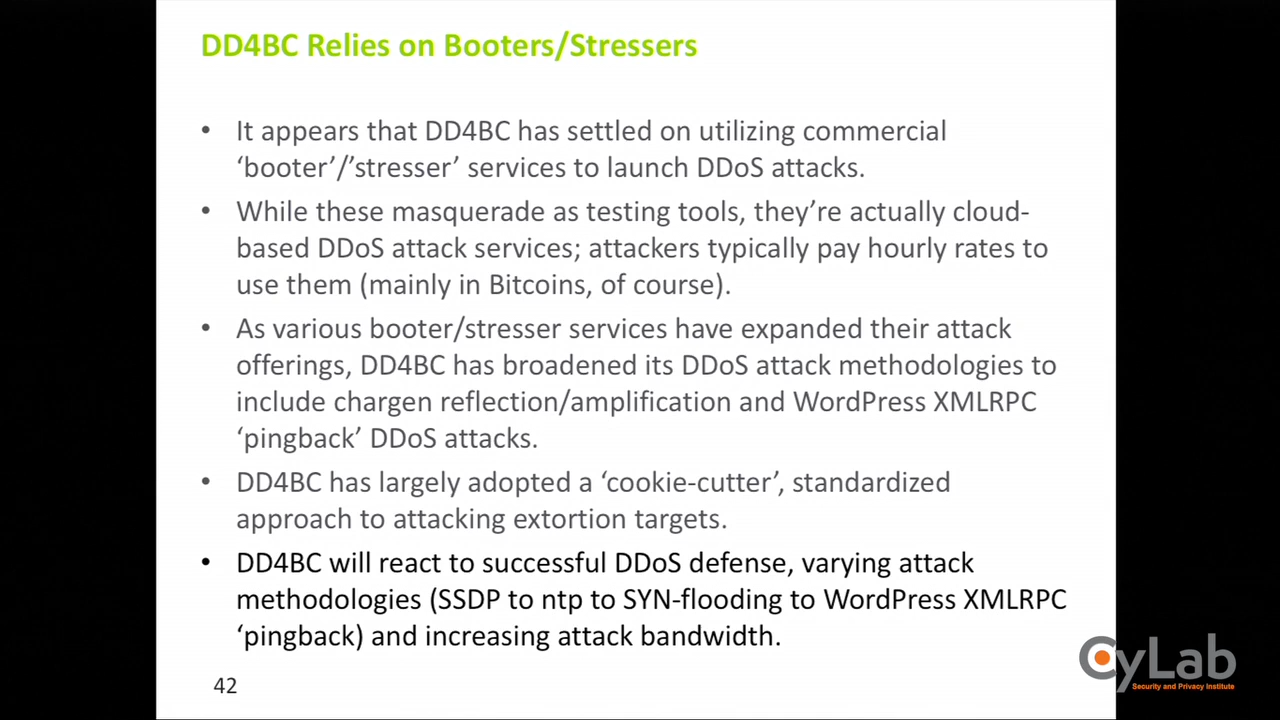 DD4BC Relies on Booters/Stressers
• It appears that DD4BC has settled on utilizing commercial
‘booter’/’stresser’ services to launch DDoS attacks.
• While these masquerade as testing tools, they’re actually cloud-
based DDoS attack services; attackers typically pay hourly rates to
use them (mainly in Bitcoins, of course).
• As various booter/stresser services have expanded their attack
offerings, DD4BC has broadened its DDoS attack methodologies to
include chargen reflection/amplification and WordPress XMLRPC
‘pingback’ DDoS attacks.
• DD4BC has largely adopted a ‘cookie-cutter’, standardized
approach to attacking extortion targets.
• DD4BC will react to successful DDoS defense, varying attack
methodologies (SSDP to ntp to SYN-flooding to WordPress XMLRPC
‘pingback) and increasing attack bandwidth.
42
CyLab
Security and Privacy Institute